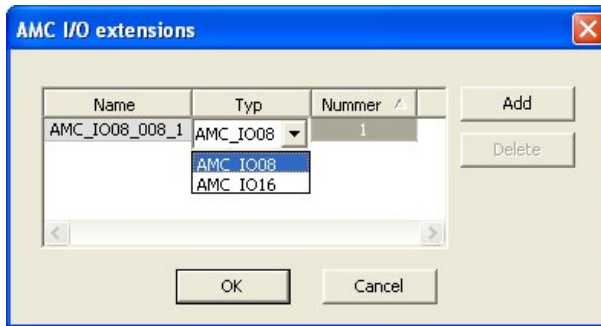 AMC I/O extensions
Name Typ Nummer
AMC_IO08_008_1 AMC_IO08 1
AMC_IO08
AMC_IO16
Add
Delete
OK Cancel